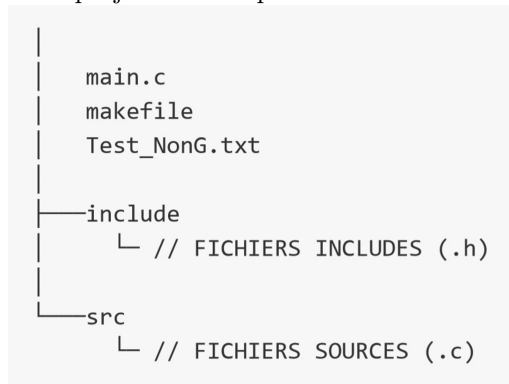 main.c
makefile
Test_NonG.txt
include
// FICHIERS INCLUDES (.h)
src
// FICHIERS SOURCES (.c)